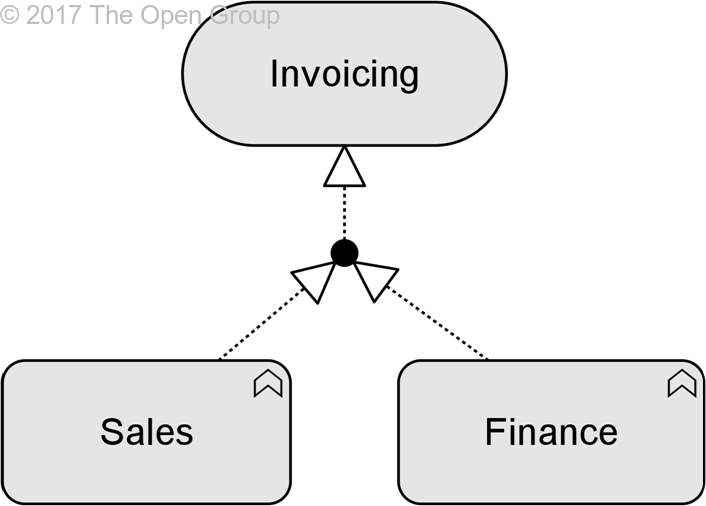 © 2017 The Open Group
Invoicing
Sales
Finance